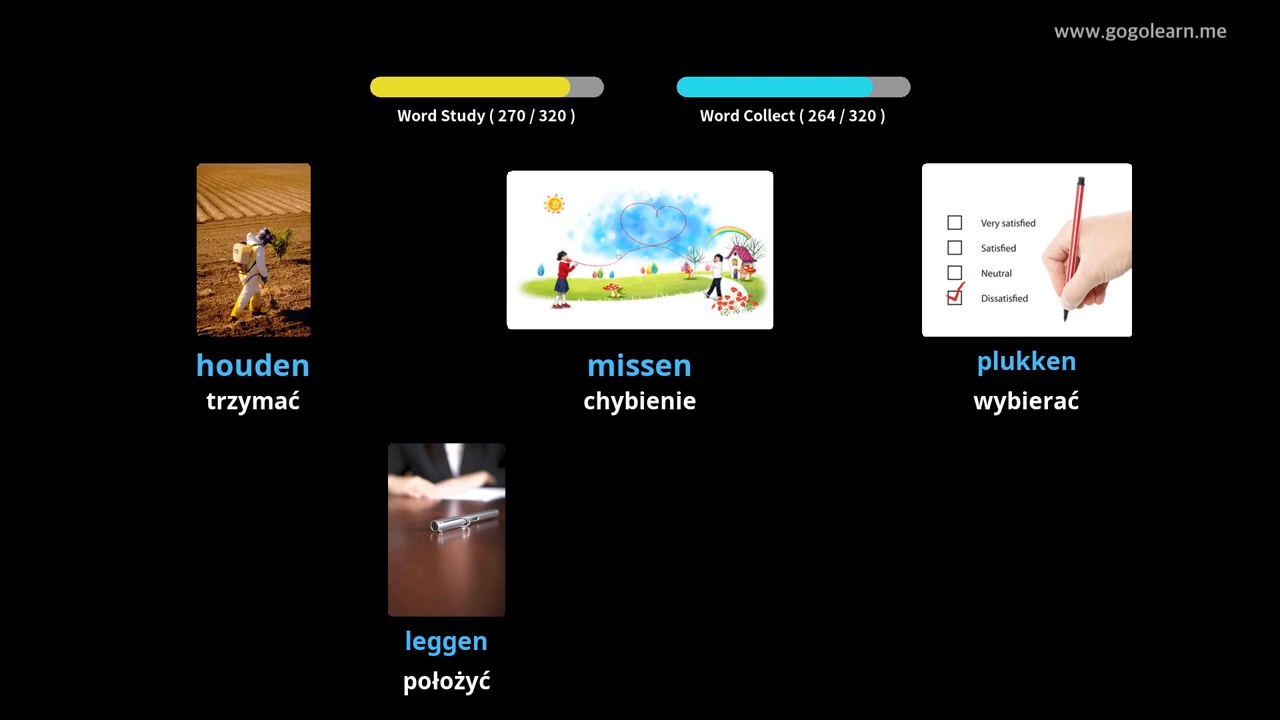 www.gogolearn.me
Word Study ( 270 / 320 )
Word Collect ( 264 / 320 )
Very satisfied
Satisfied
Neutral
Dissatisfied
houden
missen
plukken
trzymać
chybienie
wybierać
leggen
położyć